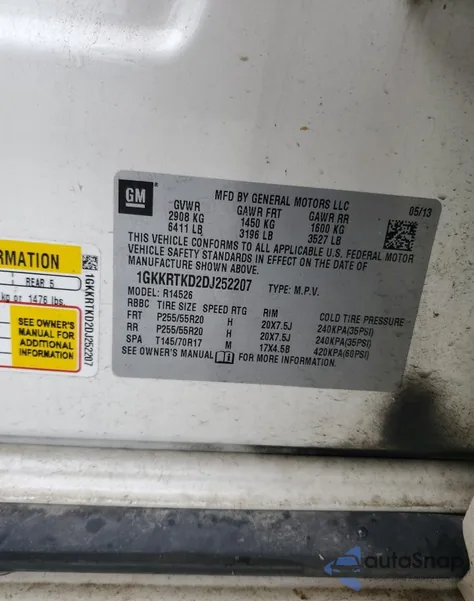 GM
MFD BY GENERAL MOTORS LLC
05/13
GVWR GAWR FRT GAWR RR
2908 KG 1450 KG 1600 KG
6411 LB 3196 LB 3527 LB
THIS VEHICLE CONFORMS TO ALL APPLICABLE U.S. FEDERAL MOTOR
VEHICLE SAFETY STANDARDS IN EFFECT ON THE DATE OF
MANUFACTURE SHOWN ABOVE.
1GKKRTKD2DJ252207 TYPE: M.P.V.
MODEL: R14526
RBBC TIRE SIZE SPEED RTG RIM COLD TIRE PRESSURE
FRT P255/55R20 H 20X7.5J 240KPA(35PSI)
RR P255/55R20 H 20X7.5J 240KPA(35PSI)
SPA T145/70R17 M 17X4.5B 420KPA(60PSI)
SEE OWNER'S MANUAL FOR MORE INFORMATION.
RMATION
REAR 5
kg or 1476 lbs.
SEE OWNER'S
MANUAL FOR
ADDITIONAL
INFORMATION
1GKKRTKD2DJ252207
autoSnap